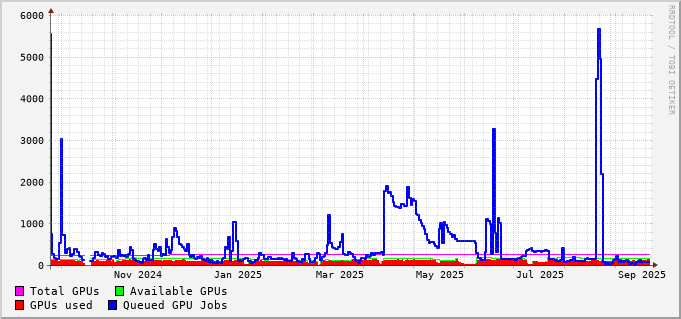 6000
5000
4000
3000
2000
1000
0
Nov 2024 Jan 2025 Mar 2025 May 2025 Jul 2025 Sep 2025
Total GPUs Available GPUs
GPUs used Queued GPU Jobs
RRDTOOL / TOBI OETIKER